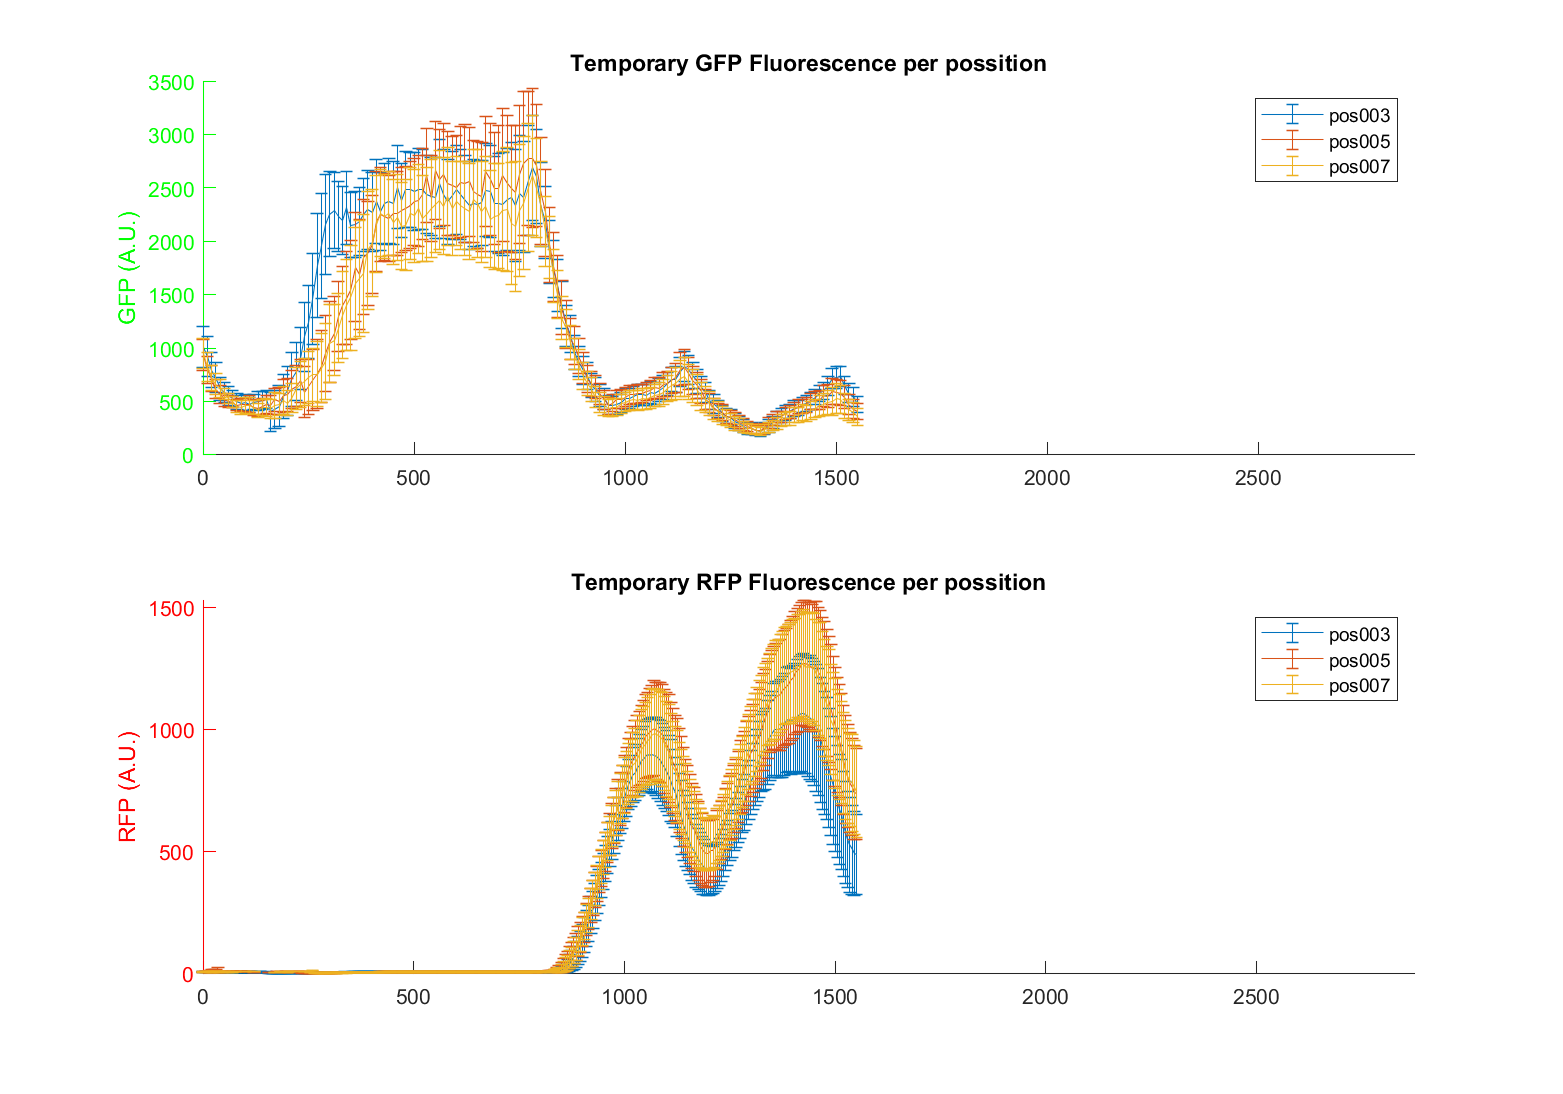 Temporary GFP Fluorescence per possition
3500
3000
2500
2000
1500
1000
500
0
GFP (A.U.)
0 500 1000 1500 2000 2500
pos003
pos005
pos007
Temporary RFP Fluorescence per possition
1500
1000
500
0
RFP (A.U.)
0 500 1000 1500 2000 2500
pos003
pos005
pos007